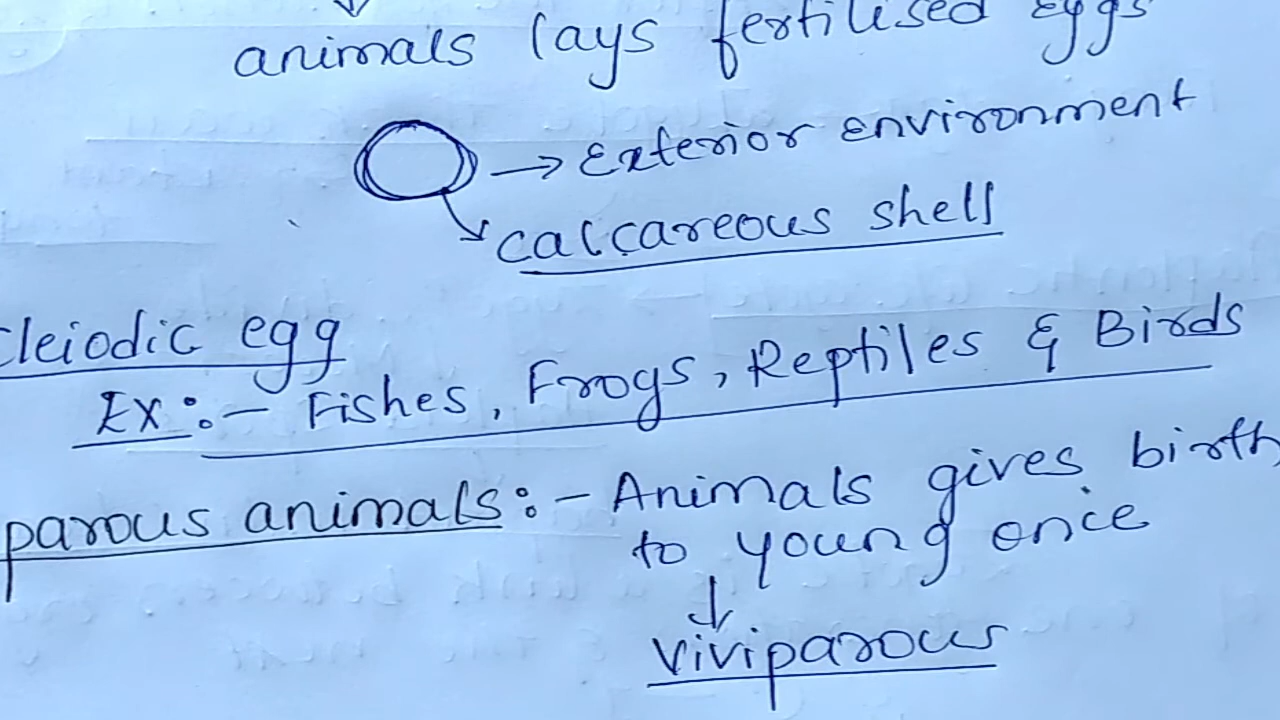 animals lays fertilised eggs
→ Exterior environment
calcareous shell
cleiodic egg
Ex:- Fishes, Frogs, Reptiles & Birds
parous animals:- Animals gives birth
to young once
↓
viviparous